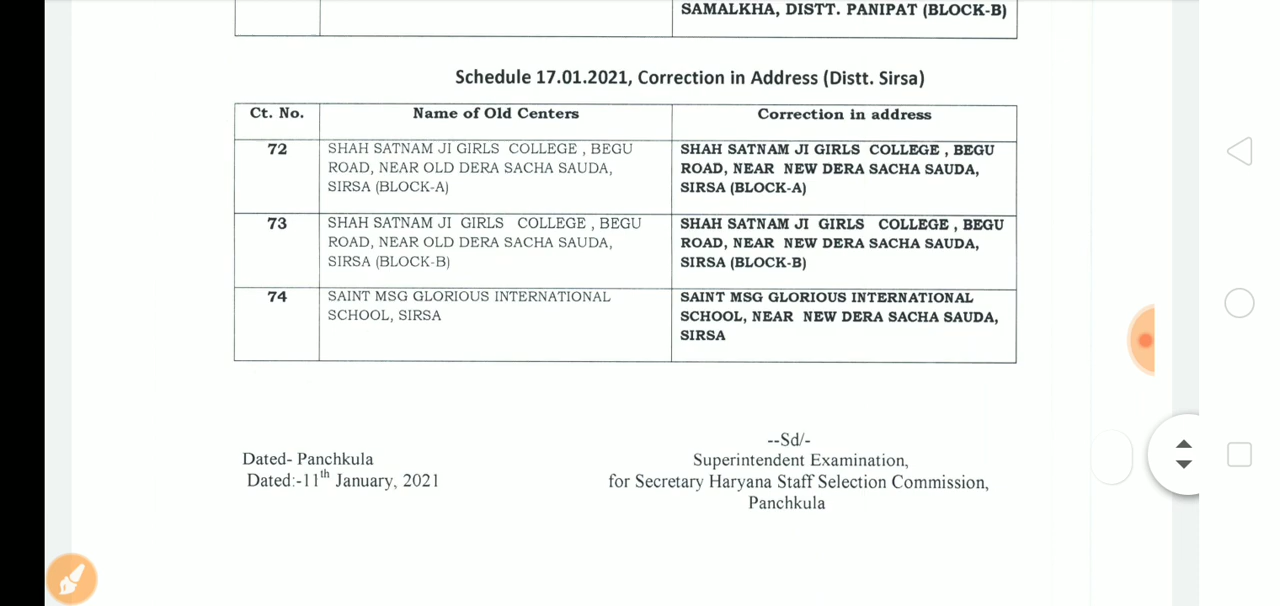 SAMALKHA, DISTT. PANIPAT (BLOCK-B)
Schedule 17.01.2021, Correction in Address (Distt. Sirsa)
Ct. No. Name of Old Centers Correction in address
72
SHAH SATNAM JI GIRLS COLLEGE , BEGU
ROAD, NEAR OLD DERA SACHA SAUDA,
SIRSA (BLOCK-A)
SHAH SATNAM JI GIRLS COLLEGE , BEGU
ROAD, NEAR NEW DERA SACHA SAUDA,
SIRSA (BLOCK-A)
73
SHAH SATNAM JI GIRLS COLLEGE , BEGU
ROAD, NEAR OLD DERA SACHA SAUDA,
SIRSA (BLOCK-B)
SHAH SATNAM JI GIRLS COLLEGE , BEGU
ROAD, NEAR NEW DERA SACHA SAUDA,
SIRSA (BLOCK-B)
74
SAINT MSG GLORIOUS INTERNATIONAL
SCHOOL, SIRSA
SAINT MSG GLORIOUS INTERNATIONAL
SCHOOL, NEAR NEW DERA SACHA SAUDA,
SIRSA
Dated- Panchkula
Dated:-11th January, 2021
--Sd/-
Superintendent Examination,
for Secretary Haryana Staff Selection Commission,
Panchkula